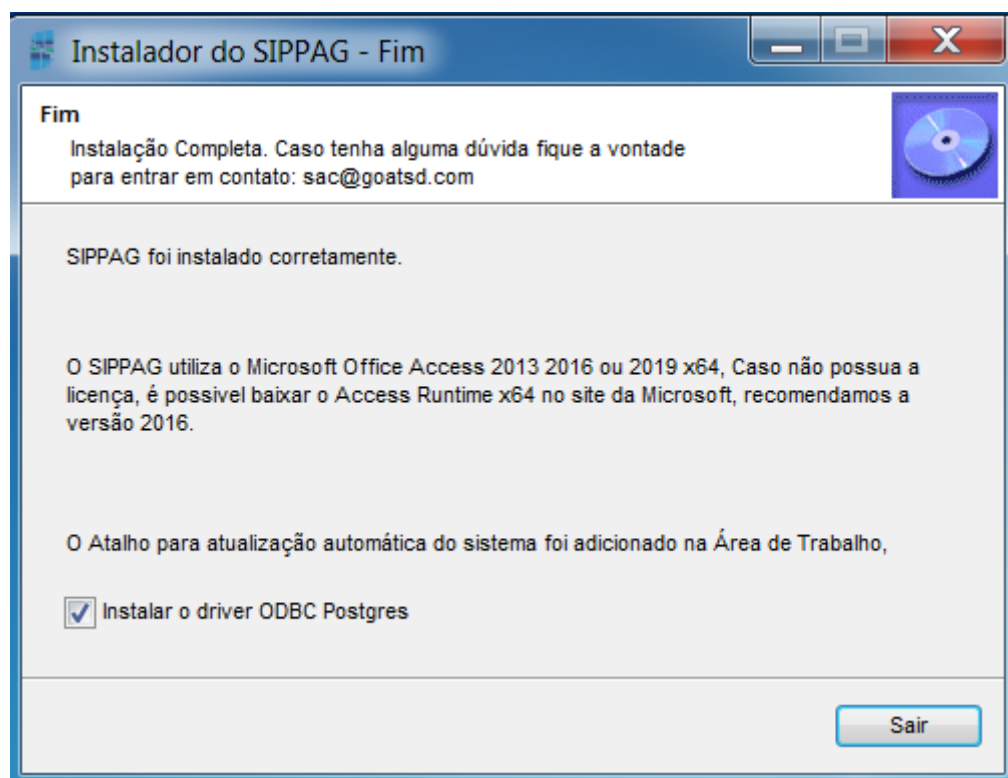 Instalador do SIPPAG - Fim
Fim
Instalação Completa. Caso tenha alguma dúvida fique a vontade
para entrar em contato: sac@goatsd.com
SIPPAG foi instalado corretamente.
O SIPPAG utiliza o Microsoft Office Access 2013 2016 ou 2019 x64, Caso não possua a
licença, é possivel baixar o Access Runtime x64 no site da Microsoft, recomendamos a
versão 2016.
O Atalho para atualização automática do sistema foi adicionado na Área de Trabalho,
Instalar o driver ODBC Postgres
Sair